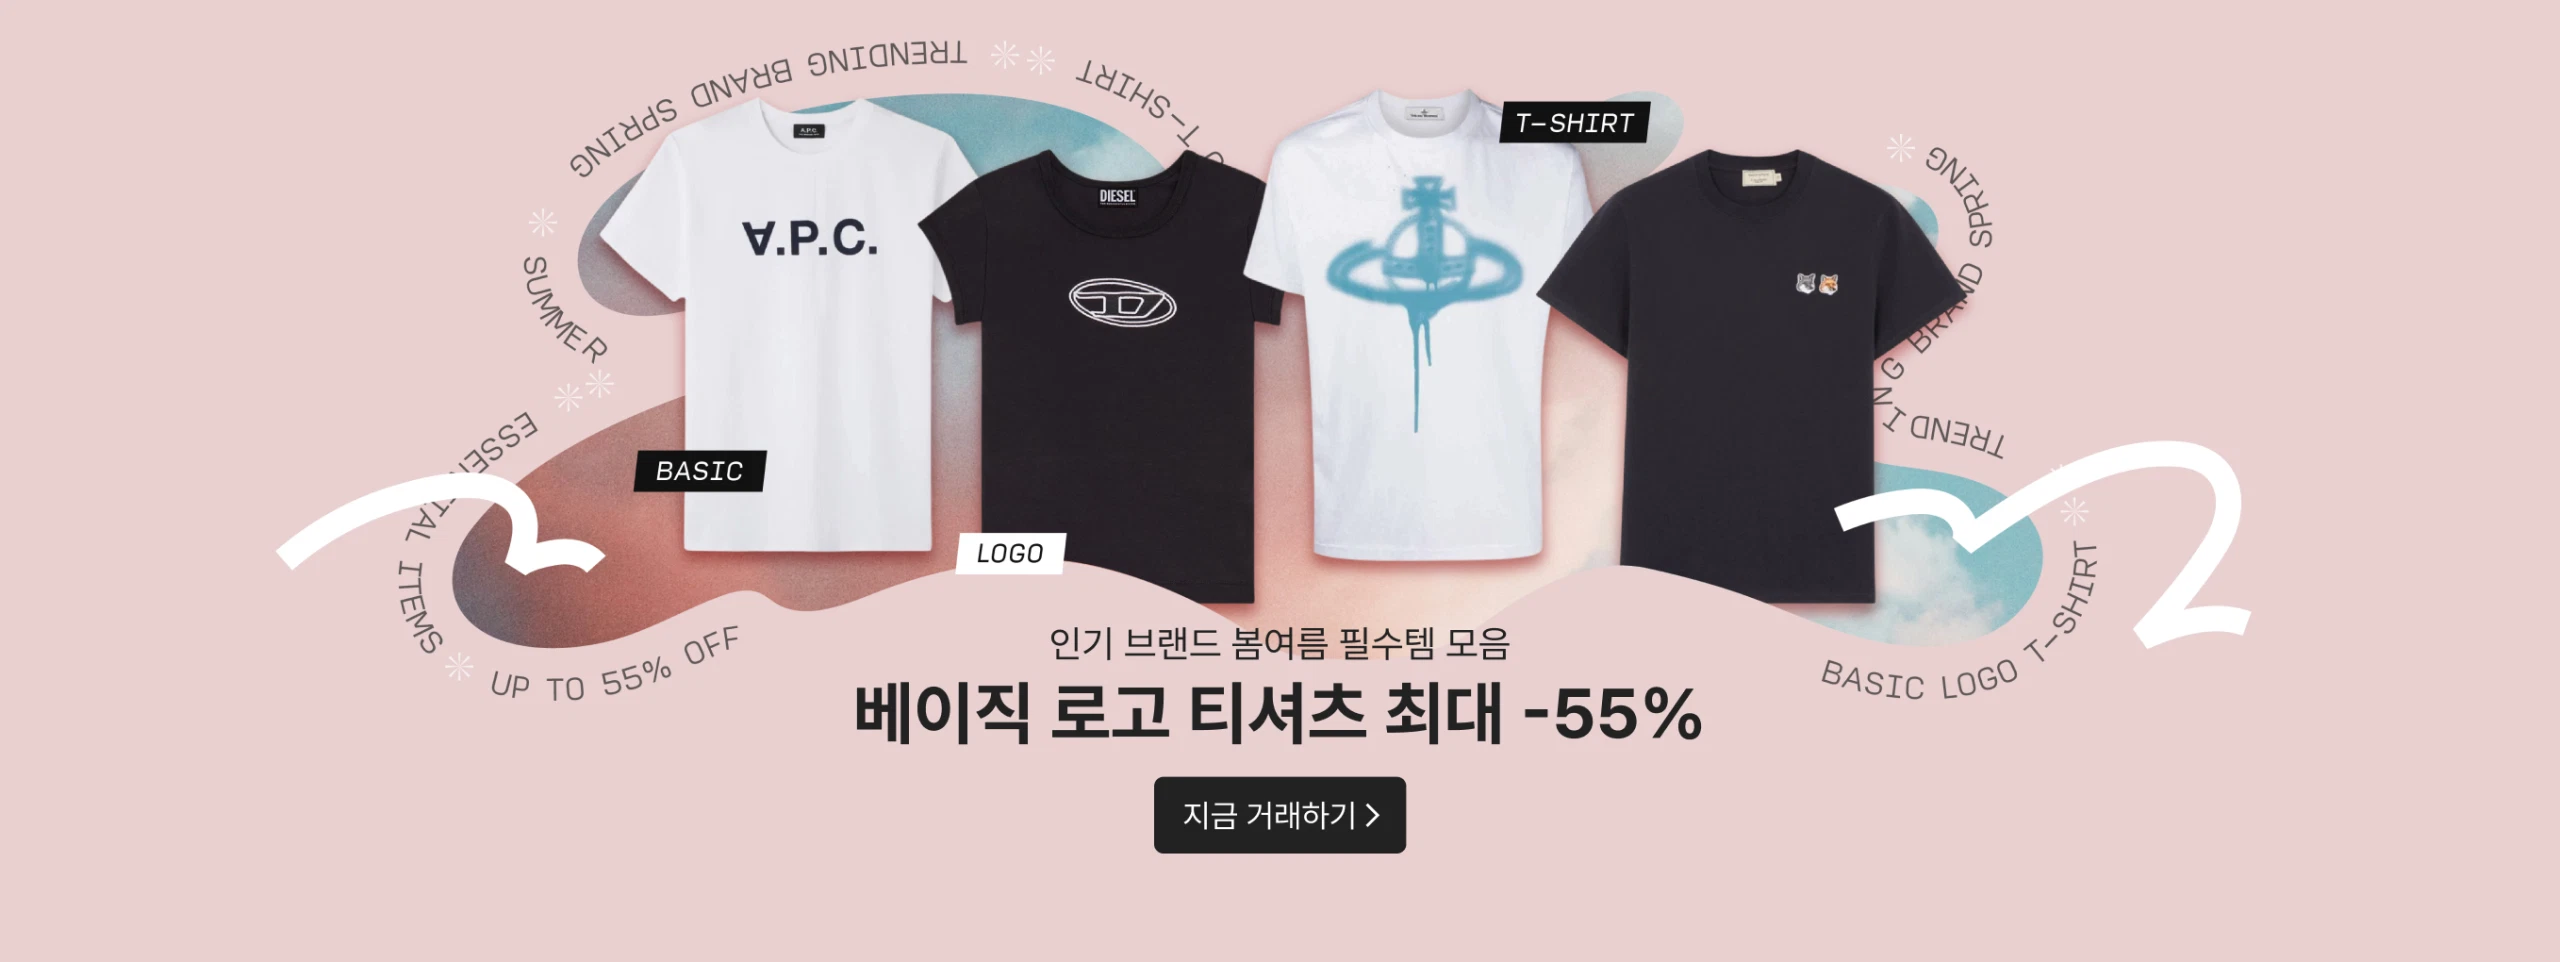 TRENDING BRAND SPRING
SUMMER
T-SHIRT
ESSENTIAL ITEMS
UP TO 55% OFF
A.P.C.
∀.P.C.
BASIC
DIESEL
D
LOGO
T-SHIRT
SPRING
BRAND
TRENDING
BASIC LOGO T-SHIRT
인기 브랜드 봄여름 필수템 모음
베이직 로고 티셔츠 최대 -55%
지금 거래하기 >